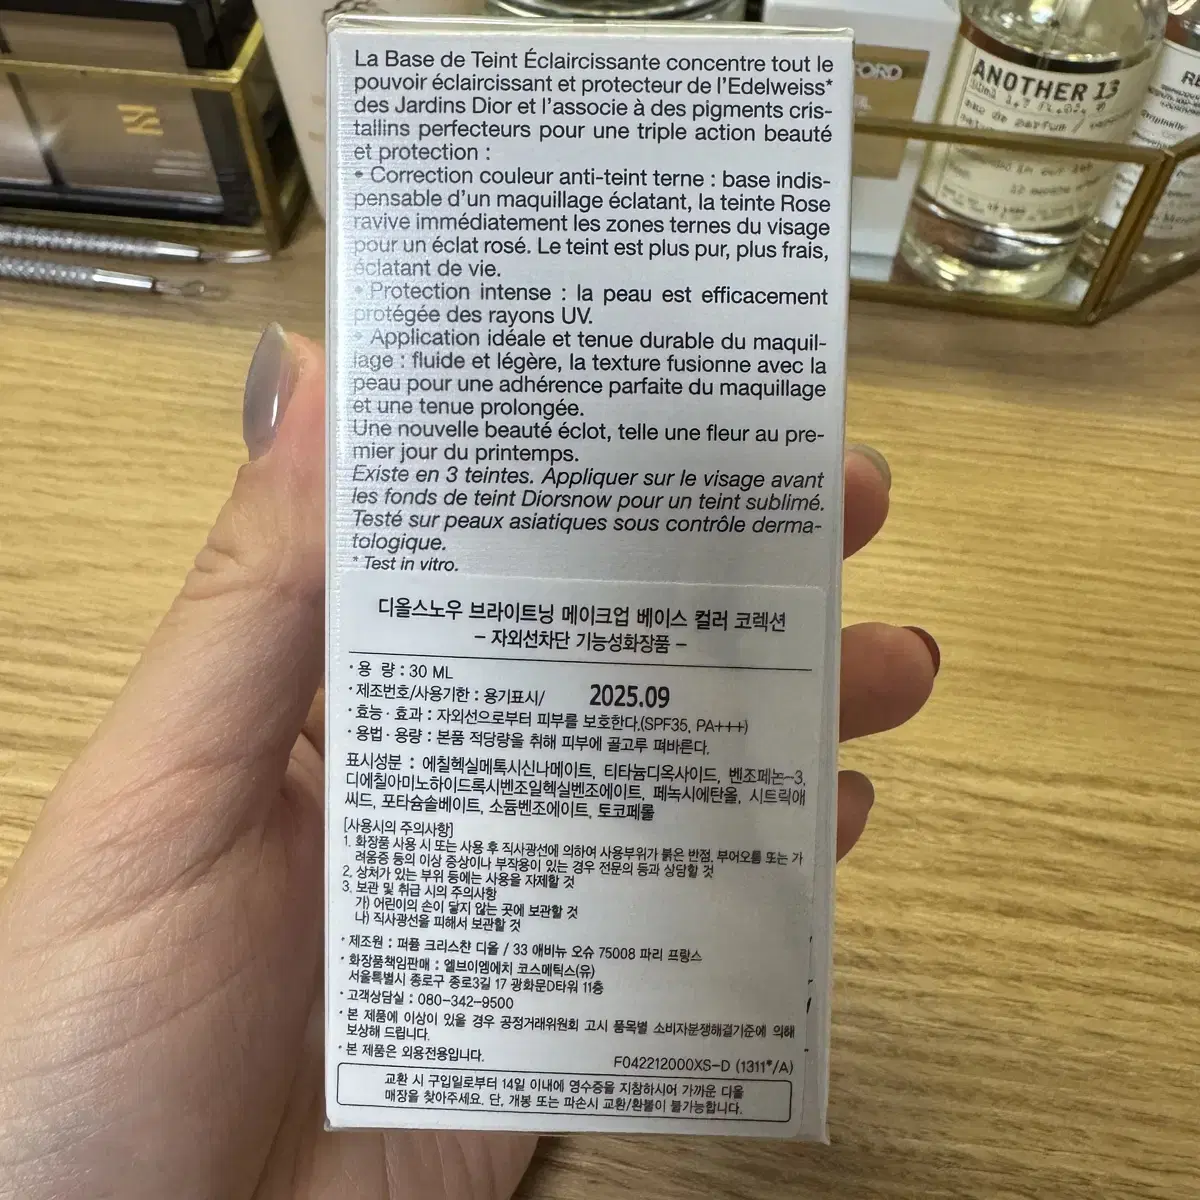 La Base de Teint Éclaircissante concentre tout le
pouvoir éclaircissant et protecteur de l'Edelweiss*
des Jardins Dior et l'associe à des pigments cris-
tallins perfecteurs pour une triple action beauté
et protection :
• Correction couleur anti-teint terne : base indis-
pensable d'un maquillage éclatant, la teinte Rose
ravive immédiatement les zones ternes du visage
pour un éclat rosé. Le teint est plus pur, plus frais,
éclatant de vie.
• Protection intense : la peau est efficacement
protégée des rayons UV.
• Application idéale et tenue durable du maquil-
lage : fluide et légère, la texture fusionne avec la
peau pour une adhérence parfaite du maquillage
et une tenue prolongée.
Une nouvelle beauté éclot, telle une fleur au pre-
mier jour du printemps.
Existe en 3 teintes. Appliquer sur le visage avant
les fonds de teint Diorsnow pour un teint sublimé.
Testé sur peaux asiatiques sous contrôle derma-
tologique.
* Test in vitro.
디올스노우 브라이트닝 메이크업 베이스 컬러 코렉션
- 자외선차단 기능성화장품 -
• 용 량 : 30 ML
• 제조번호/사용기한 : 용기표시/ 2025.09
• 효능 · 효과 : 자외선으로부터 피부를 보호한다.(SPF35, PA+++)
• 용법 · 용량 : 본품 적당량을 취해 피부에 골고루 펴바른다.
표시성분 : 에칠헥실메톡시신나메이트, 티타늄디옥사이드, 벤조페논-3,
디에칠아미노하이드록시벤조일헥실벤조에이트, 페녹시에탄올, 시트릭애
씨드, 포타슘솔베이트, 소듐벤조에이트, 토코페롤
[사용시의 주의사항]
1. 화장품 사용 시 또는 사용 후 직사광선에 의하여 사용부위가 붉은 반점, 부어오름 또는 가
려움증 등의 이상 증상이나 부작용이 있는 경우 전문의 등과 상담할 것
2. 상처가 있는 부위 등에는 사용을 자제할 것
3. 보관 및 취급 시의 주의사항
가) 어린이의 손이 닿지 않는 곳에 보관할 것
나) 직사광선을 피해서 보관할 것
• 제조원 : 퍼퓸 크리스챤 디올 / 33 애비뉴 오슈 75008 파리 프랑스
• 화장품책임판매 : 엘브이엠에치 코스메틱스(유)
서울특별시 종로구 종로3길 17 광화문D타워 11층
• 고객상담실 : 080-342-9500
• 본 제품에 이상이 있을 경우 공정거래위원회 고시 품목별 소비자분쟁해결기준에 의해
보상해 드립니다.
• 본 제품은 외용전용입니다.
F042212000XS-D (1311*/A)
교환 시 구입일로부터 14일 이내에 영수증을 지참하시어 가까운 디올
매장을 찾아주세요. 단, 개봉 또는 파손시 교환/환불이 불가능합니다.
ANOTHER 13